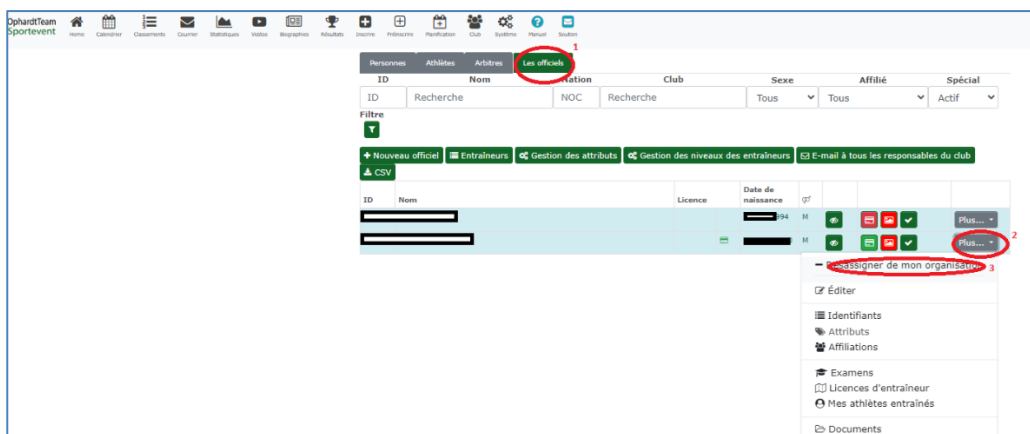 OphardtTeam
Sportevent
Home Calendrier Classements Courrier Statistiques Vidéos Biographies Résultats Inscrire Préinscrire Planification Club Système Manuel Soutien
1
Personnes Athlètes Arbitres Les officiels
ID Nom Nation Club Sexe Affilié Spécial
ID Recherche NOC Recherche Tous Tous Actif
Filtre
+ Nouveau officiel Entraîneurs Gestion des attributs Gestion des niveaux des entraîneurs E-mail à tous les responsables du club
CSV
ID Nom Licence Date de naissance
994 M Plus...
M Plus... 2
Désassigner de mon organisation 3
Éditer
Identifiants
Attributs
Affiliations
Examens
Licences d'entraîneur
Mes athlètes entraînés
Documents